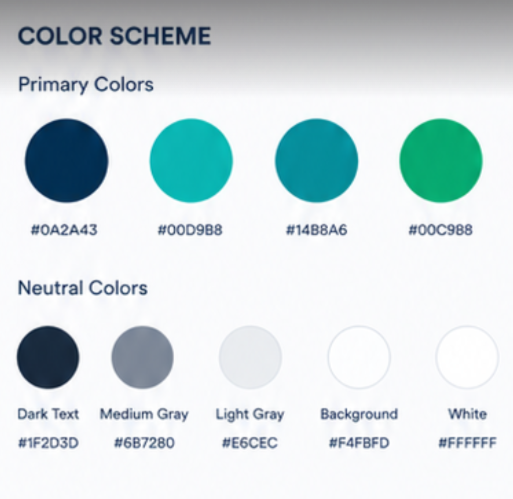 COLOR SCHEME
Primary Colors
#0A2A43 #00D9B8 #14B8A6 #00C9B8
Neutral Colors
Dark Text Medium Gray Light Gray Background White
#1F2D3D #6B7280 #E6CEC #F4FBFD #FFFFFF